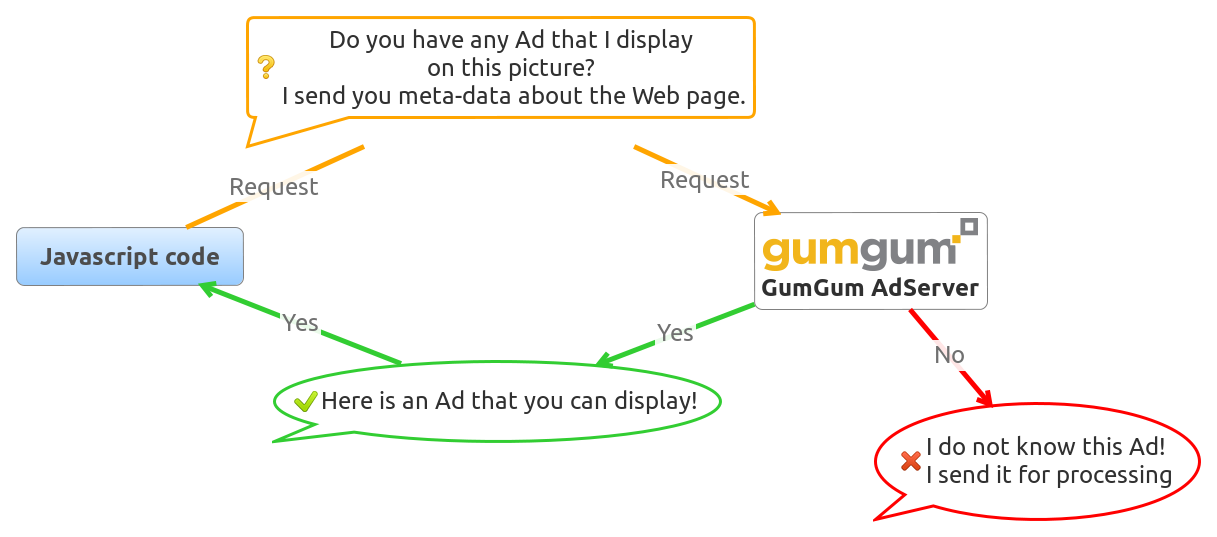 Do you have any Ad that I display
on this picture?
I send you meta-data about the Web page.
Request
Request
Javascript code
gumgum
GumGum AdServer
Yes
Yes
No
Here is an Ad that you can display!
I do not know this Ad!
I send it for processing